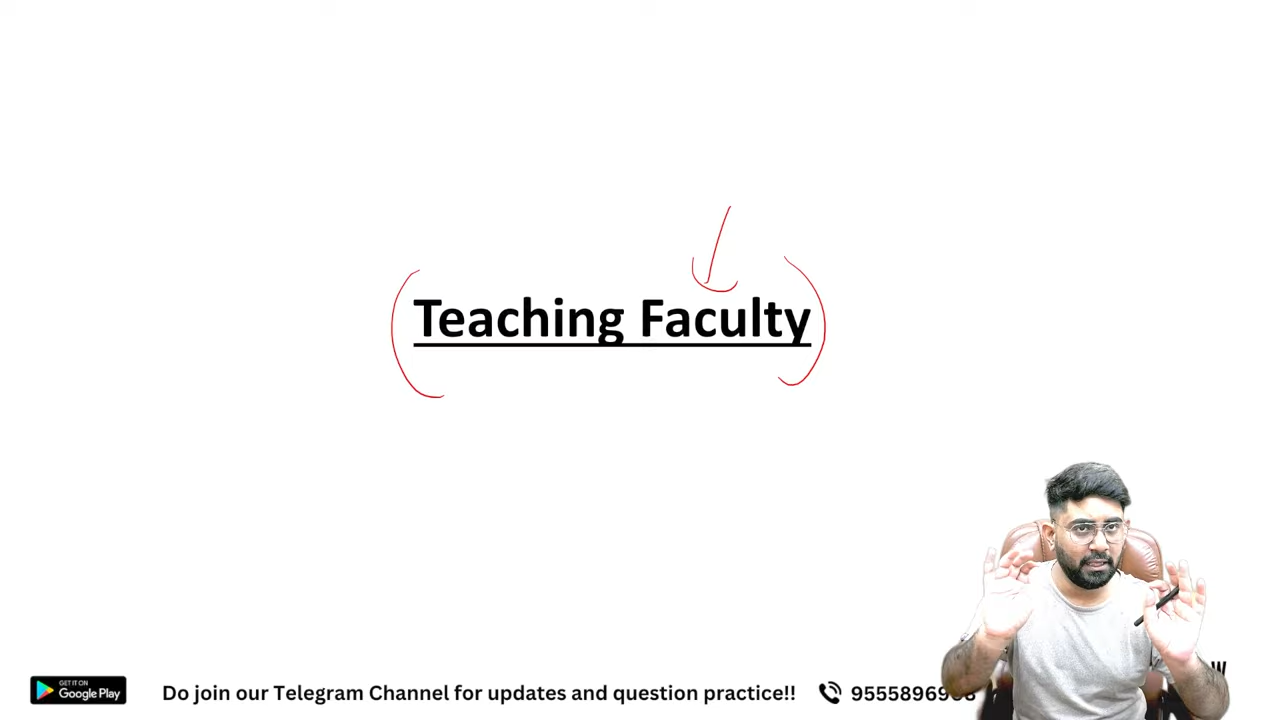 Teaching Faculty
GET IT ON
Google Play
Do join our Telegram Channel for updates and question practice!!